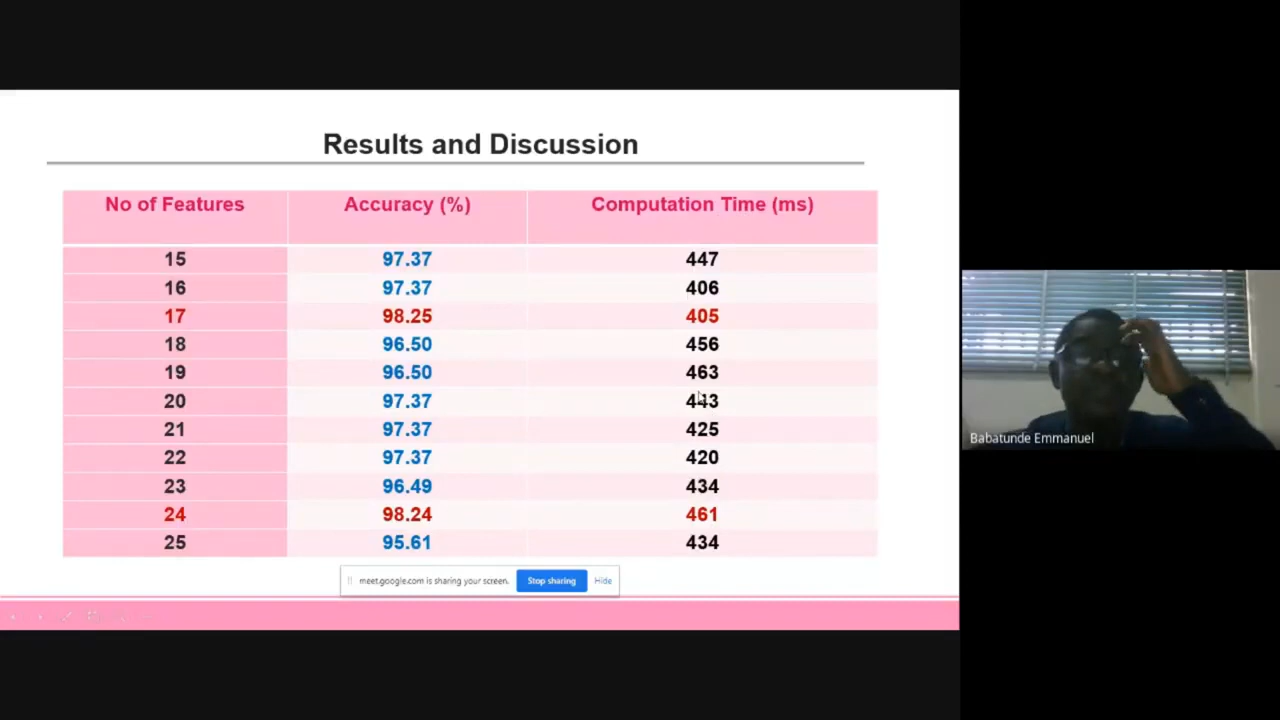 Results and Discussion
No of Features Accuracy (%) Computation Time (ms)
15 97.37 447
16 97.37 406
17 98.25 405
18 96.50 456
19 96.50 463
20 97.37 443
21 97.37 425
22 97.37 420
23 96.49 434
24 98.24 461
25 95.61 434
meet.google.com is sharing your screen. Stop sharing Hide
Babatunde Emmanuel